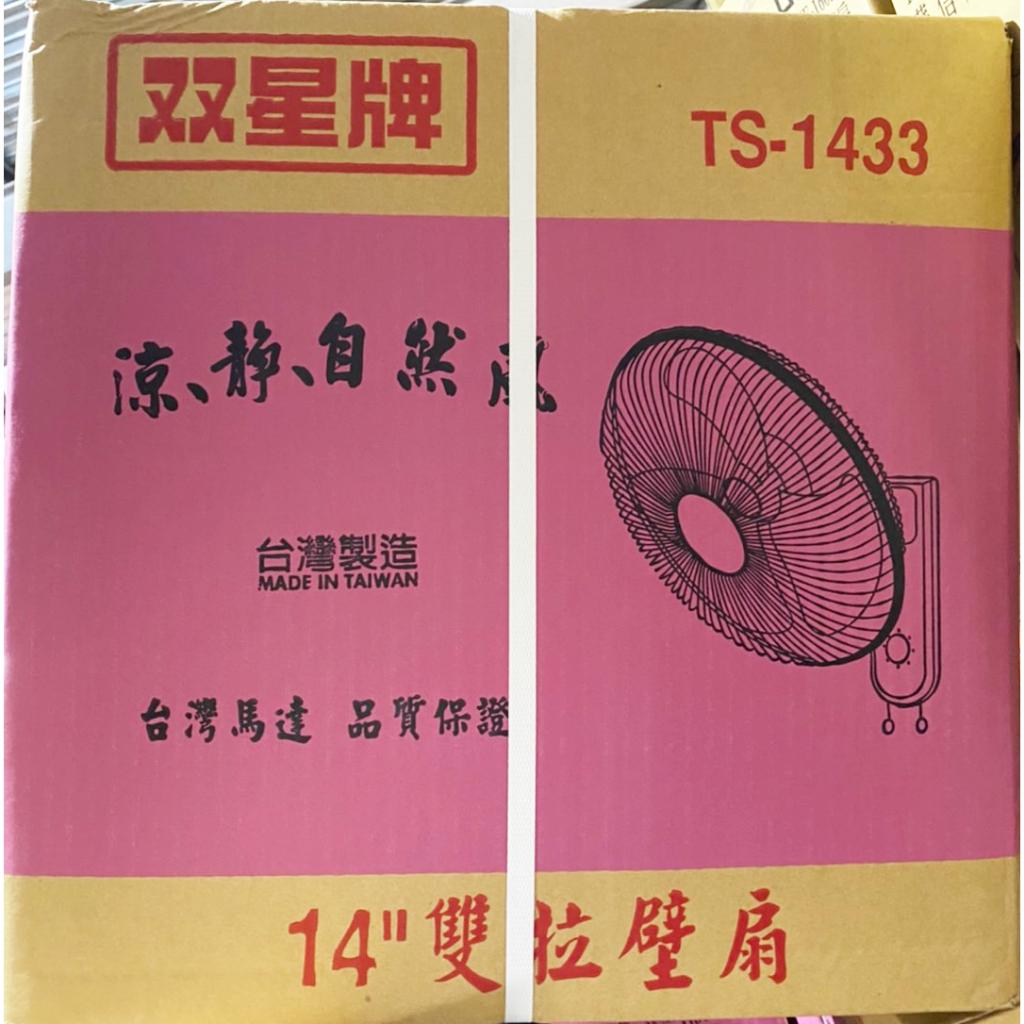 双星牌
TS-1433
涼、靜、自然風
台灣製造
MADE IN TAIWAN
台灣馬達 品質保證
14"雙拉壁扇